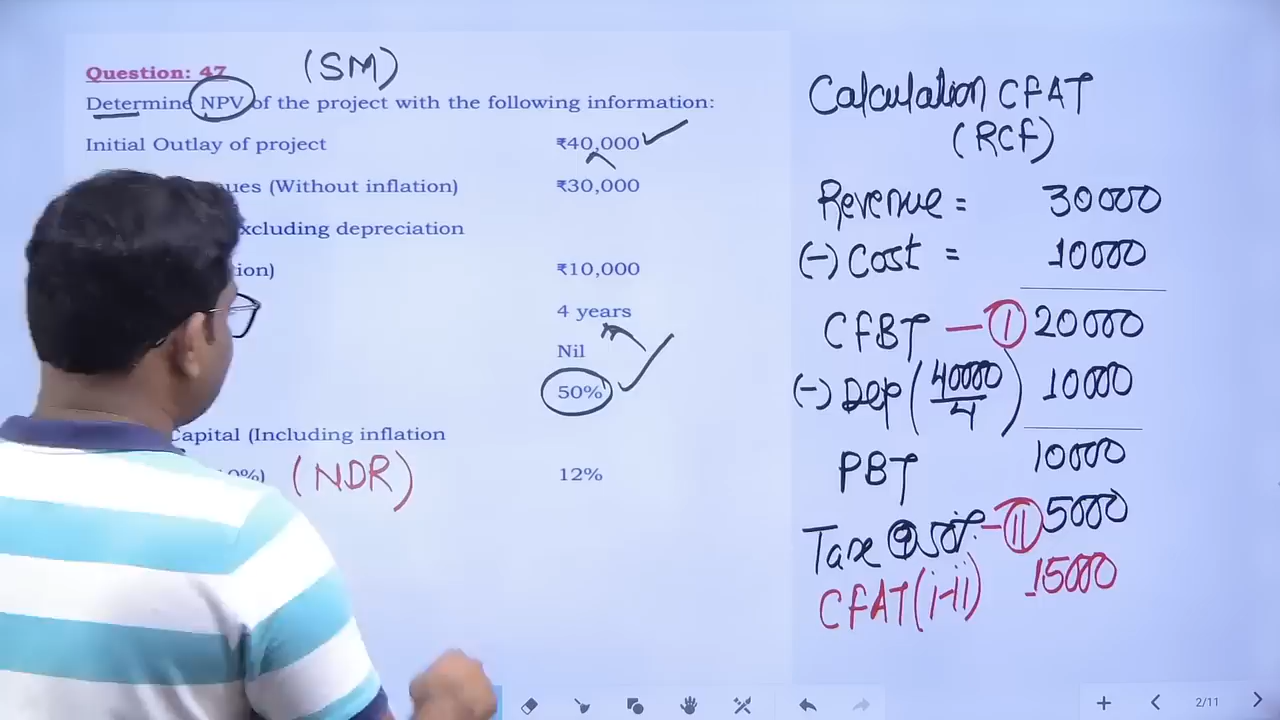 Question: 47
(SM)
Determine NPV of the project with the following information:
Initial Outlay of project ₹40,000
ues (Without inflation) ₹30,000
xcluding depreciation
ion) ₹10,000
4 years
Nil
50%
Capital (Including inflation
0%) (NDR) 12%
Calculation CFAT
(RCF)
Revenue = 30000
(-) Cost = 10000
CFBT — I 20000
(-) Dep (40000/4) 10000
PBT 10000
Tax @ 50% - II 5000
CFAT (i-ii) 15000
2/11